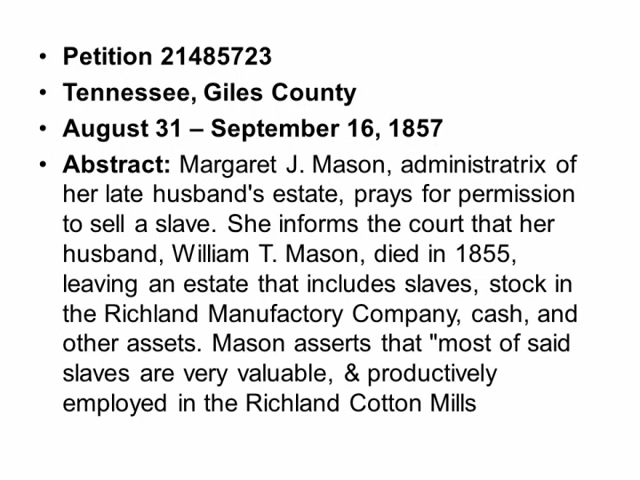 • Petition 21485723
• Tennessee, Giles County
• August 31 – September 16, 1857
• Abstract: Margaret J. Mason, administratrix of
her late husband's estate, prays for permission
to sell a slave. She informs the court that her
husband, William T. Mason, died in 1855,
leaving an estate that includes slaves, stock in
the Richland Manufactory Company, cash, and
other assets. Mason asserts that "most of said
slaves are very valuable, & productively
employed in the Richland Cotton Mills